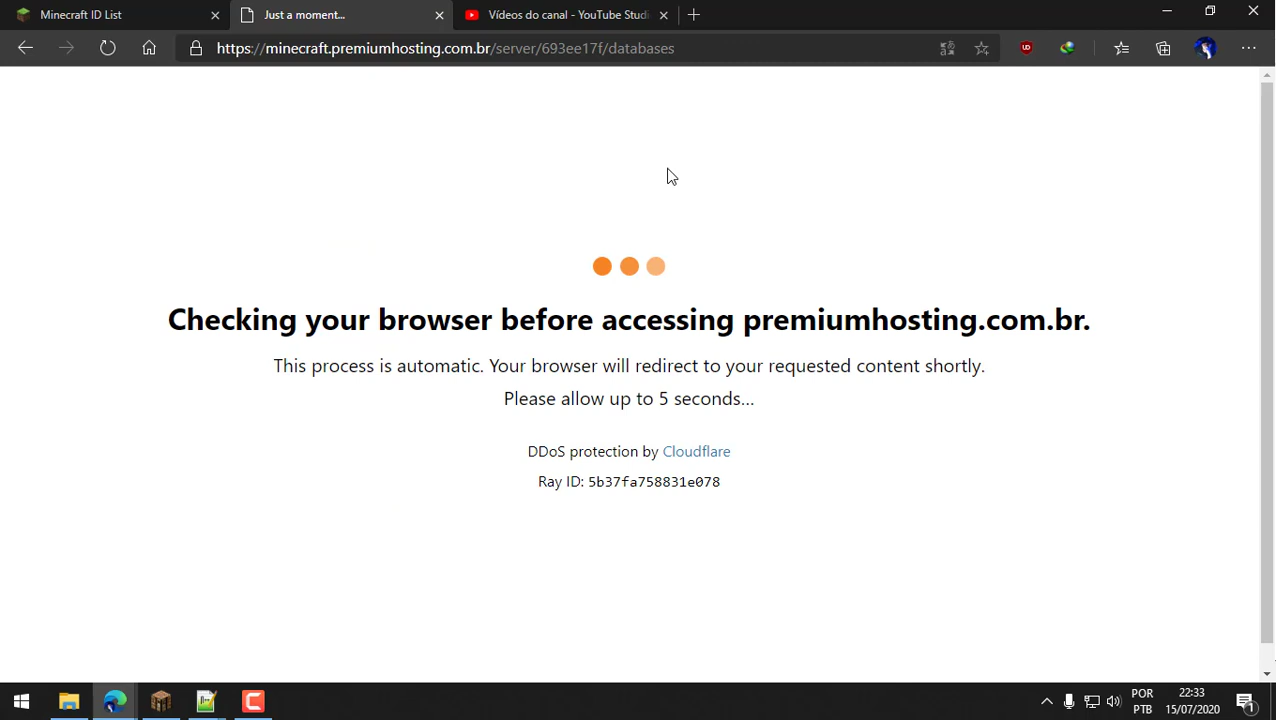 Minecraft ID List
Just a moment...
Vídeos do canal - YouTube Studi
https://minecraft.premiumhosting.com.br/server/693ee17f/databases
Checking your browser before accessing premiumhosting.com.br.
This process is automatic. Your browser will redirect to your requested content shortly.
Please allow up to 5 seconds...
DDoS protection by Cloudflare
Ray ID: 5b37fa758831e078
POR
PTB
22:33
15/07/2020
1